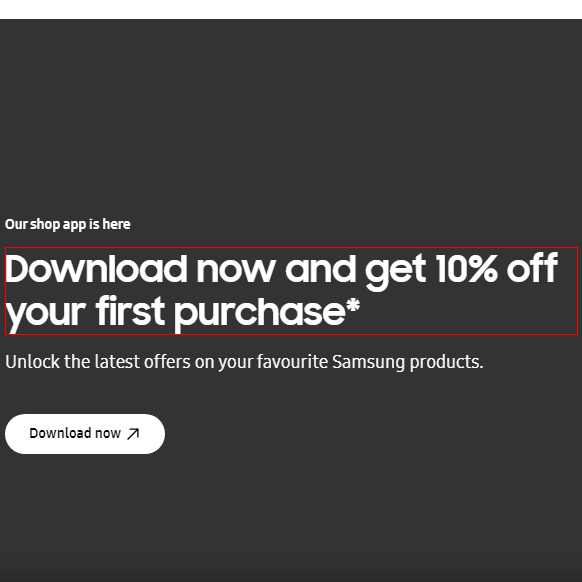 Our shop app is here
Download now and get 10% off
your first purchase*
Unlock the latest offers on your favourite Samsung products.
Download now